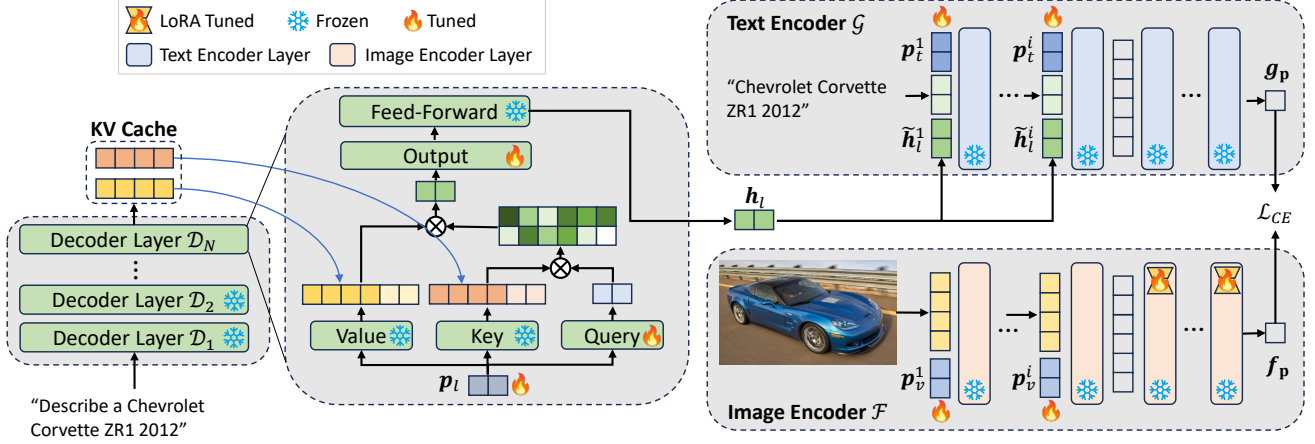 LoRA Tuned
Frozen
Tuned
Text Encoder Layer
Image Encoder Layer
KV Cache
Decoder Layer 𝒟_N
⋮
Decoder Layer 𝒟_2
Decoder Layer 𝒟_1
“Describe a Chevrolet
Corvette ZR1 2012”
Feed-Forward
Output
Value
Key
Query
p_l
h_l
Text Encoder 𝒢
p_t^1
p_t^i
“Chevrolet Corvette
ZR1 2012”
...
...
...
h̃_l^1
h̃_l^i
g_p
ℒ_CE
f_p
...
...
...
p_v^1
p_v^i
Image Encoder ℱ